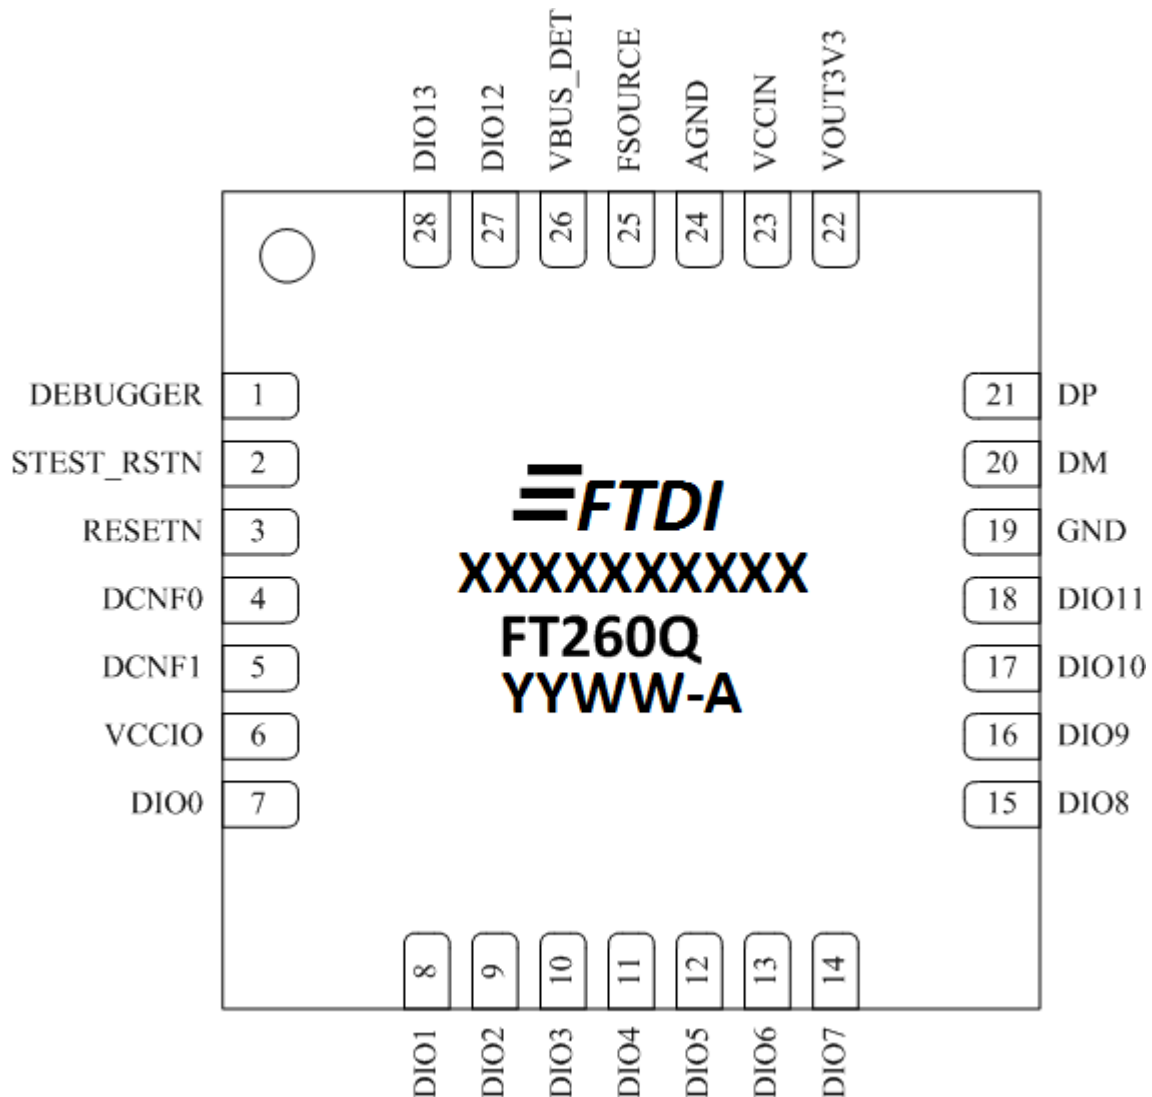 DIO13
DIO12
VBUS_DET
FSOURCE
AGND
VCCIN
VOUT3V3
28
27
26
25
24
23
22
DEBUGGER 1
STEST_RSTN 2
RESETN 3
DCNF0 4
DCNF1 5
VCCIO 6
DIO0 7
FTDI
XXXXXXXXXX
FT260Q
YYWW-A
21 DP
20 DM
19 GND
18 DIO11
17 DIO10
16 DIO9
15 DIO8
8
9
10
11
12
13
14
DIO1
DIO2
DIO3
DIO4
DIO5
DIO6
DIO7